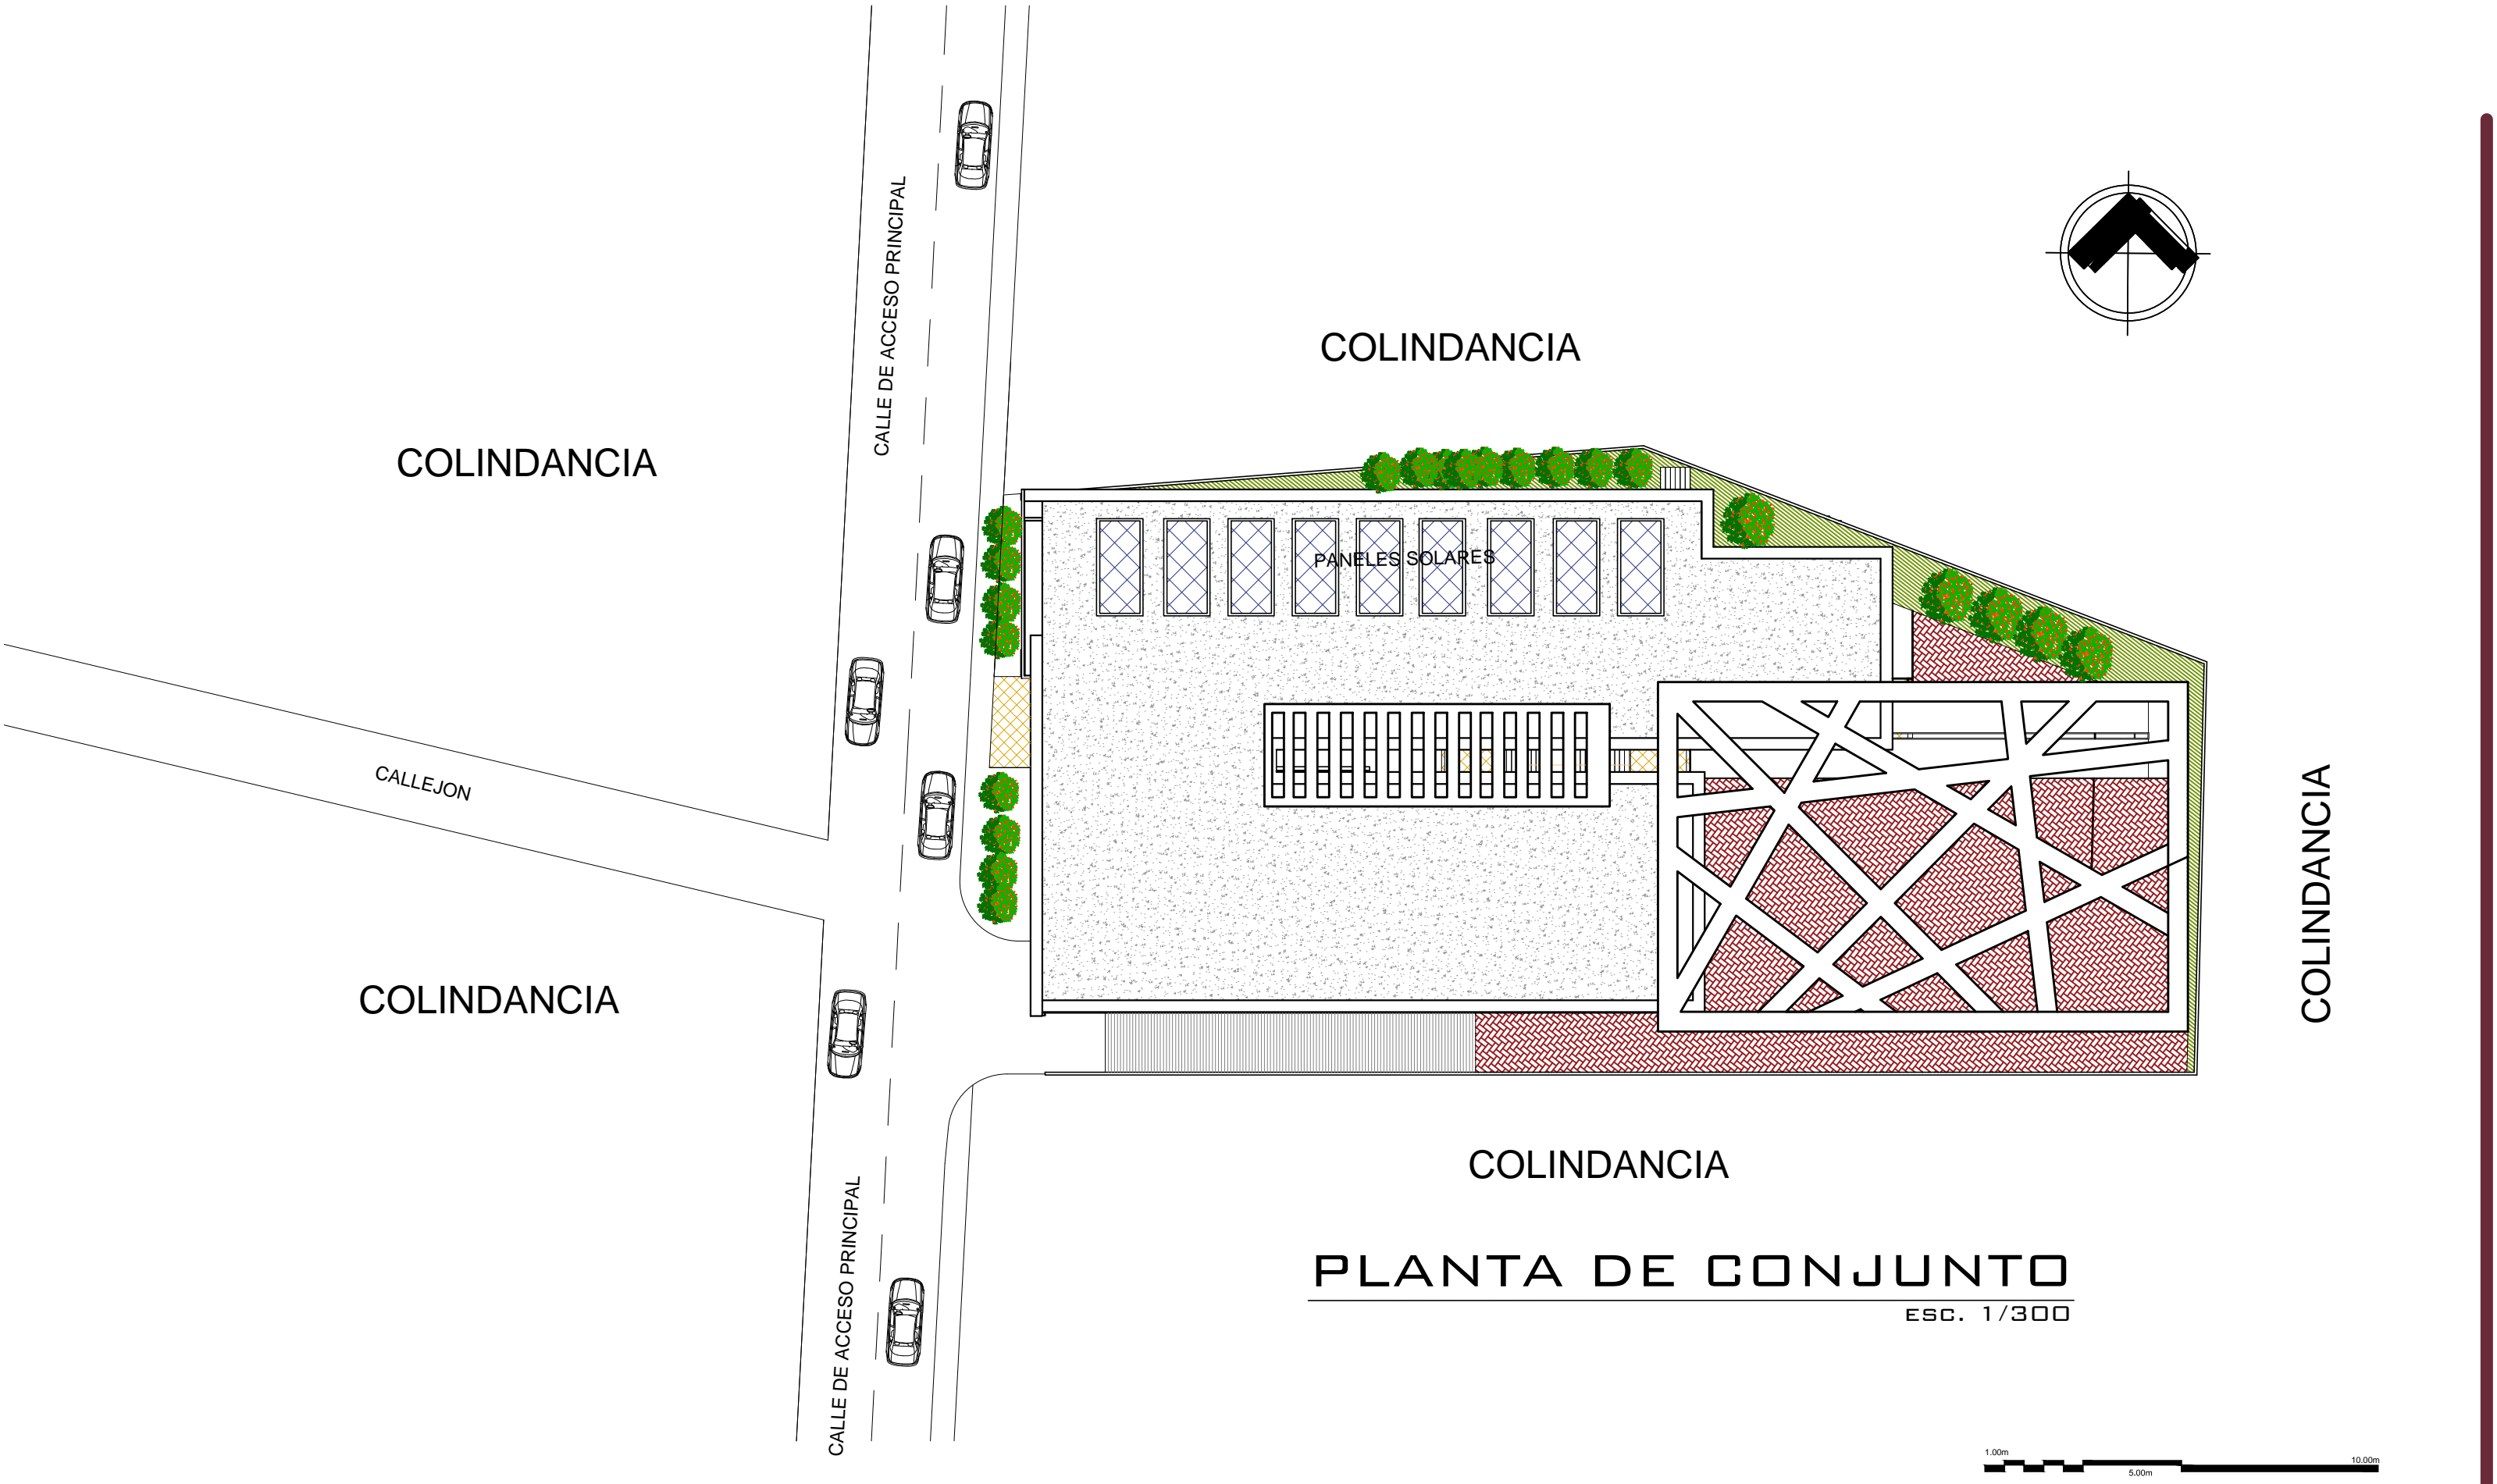 CALLE DE ACCESO PRINCIPAL
COLINDANCIA
COLINDANCIA
PANELES SOLARES
CALLEJON
COLINDANCIA
COLINDANCIA
COLINDANCIA
CALLE DE ACCESO PRINCIPAL
PLANTA DE CONJUNTO
ESC. 1/300
1.00m
5.00m
10.00m